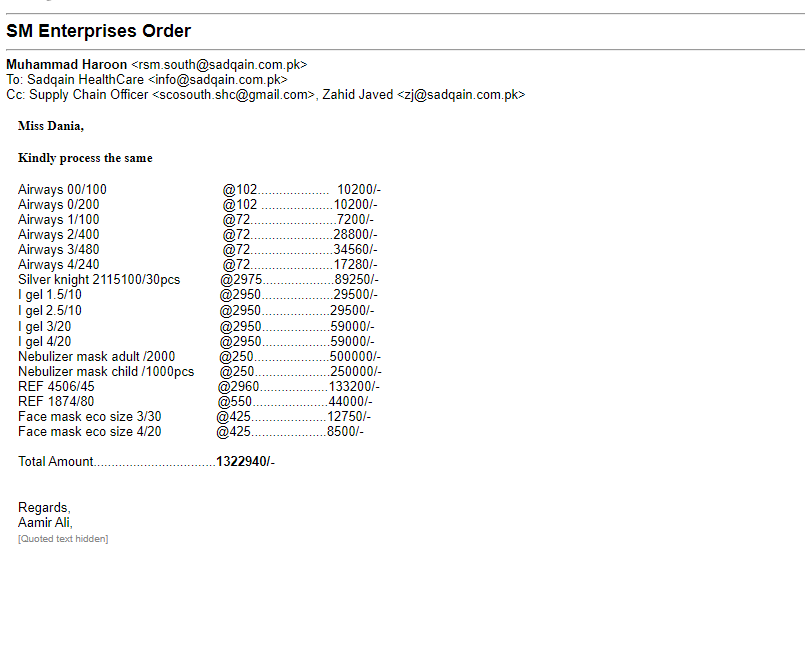 SM Enterprises Order
Muhammad Haroon <rsm.south@sadqain.com.pk>
To: Sadqain HealthCare <info@sadqain.com.pk>
Cc: Supply Chain Officer <scosouth.shc@gmail.com>, Zahid Javed <zj@sadqain.com.pk>
Miss Dania,
Kindly process the same
Airways 00/100 @102.................... 10200/-
Airways 0/200 @102 ....................10200/-
Airways 1/100 @72........................7200/-
Airways 2/400 @72.......................28800/-
Airways 3/480 @72.......................34560/-
Airways 4/240 @72.......................17280/-
Silver knight 2115100/30pcs @2975....................89250/-
I gel 1.5/10 @2950....................29500/-
I gel 2.5/10 @2950...................29500/-
I gel 3/20 @2950...................59000/-
I gel 4/20 @2950...................59000/-
Nebulizer mask adult /2000 @250.....................500000/-
Nebulizer mask child /1000pcs @250.....................250000/-
REF 4506/45 @2960...................133200/-
REF 1874/80 @550.....................44000/-
Face mask eco size 3/30 @425.....................12750/-
Face mask eco size 4/20 @425.....................8500/-
Total Amount..................................1322940/-
Regards,
Aamir Ali,
[Quoted text hidden]